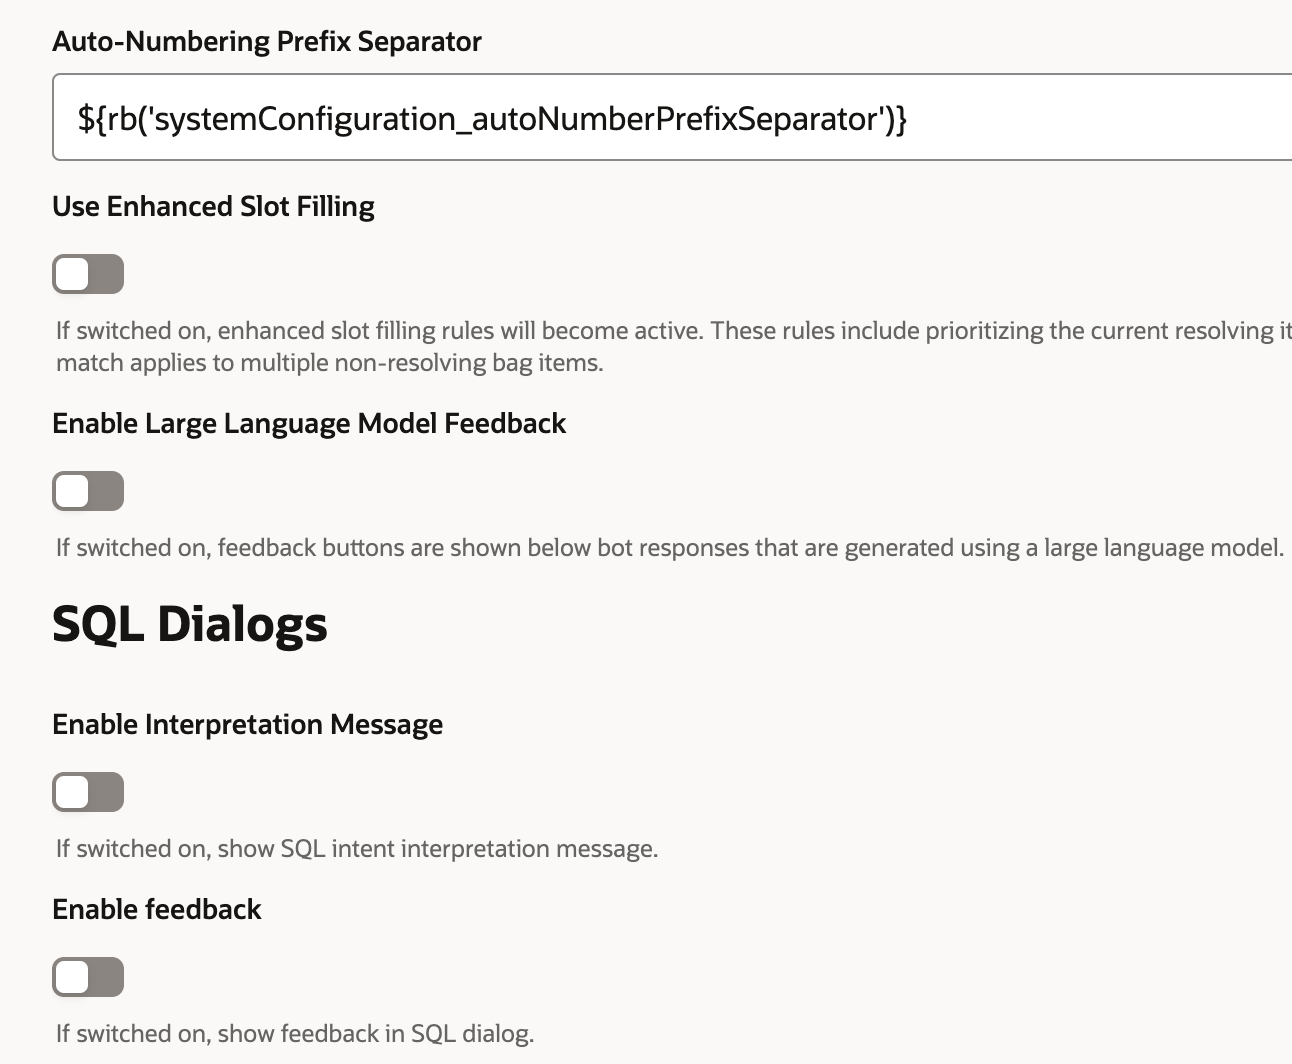 Auto-Numbering Prefix Separator
${rb('systemConfiguration_autoNumberPrefixSeparator')}
Use Enhanced Slot Filling
If switched on, enhanced slot filling rules will become active. These rules include prioritizing the current resolving
match applies to multiple non-resolving bag items.
Enable Large Language Model Feedback
If switched on, feedback buttons are shown below bot responses that are generated using a large language model.
SQL Dialogs
Enable Interpretation Message
If switched on, show SQL intent interpretation message.
Enable feedback
If switched on, show feedback in SQL dialog.